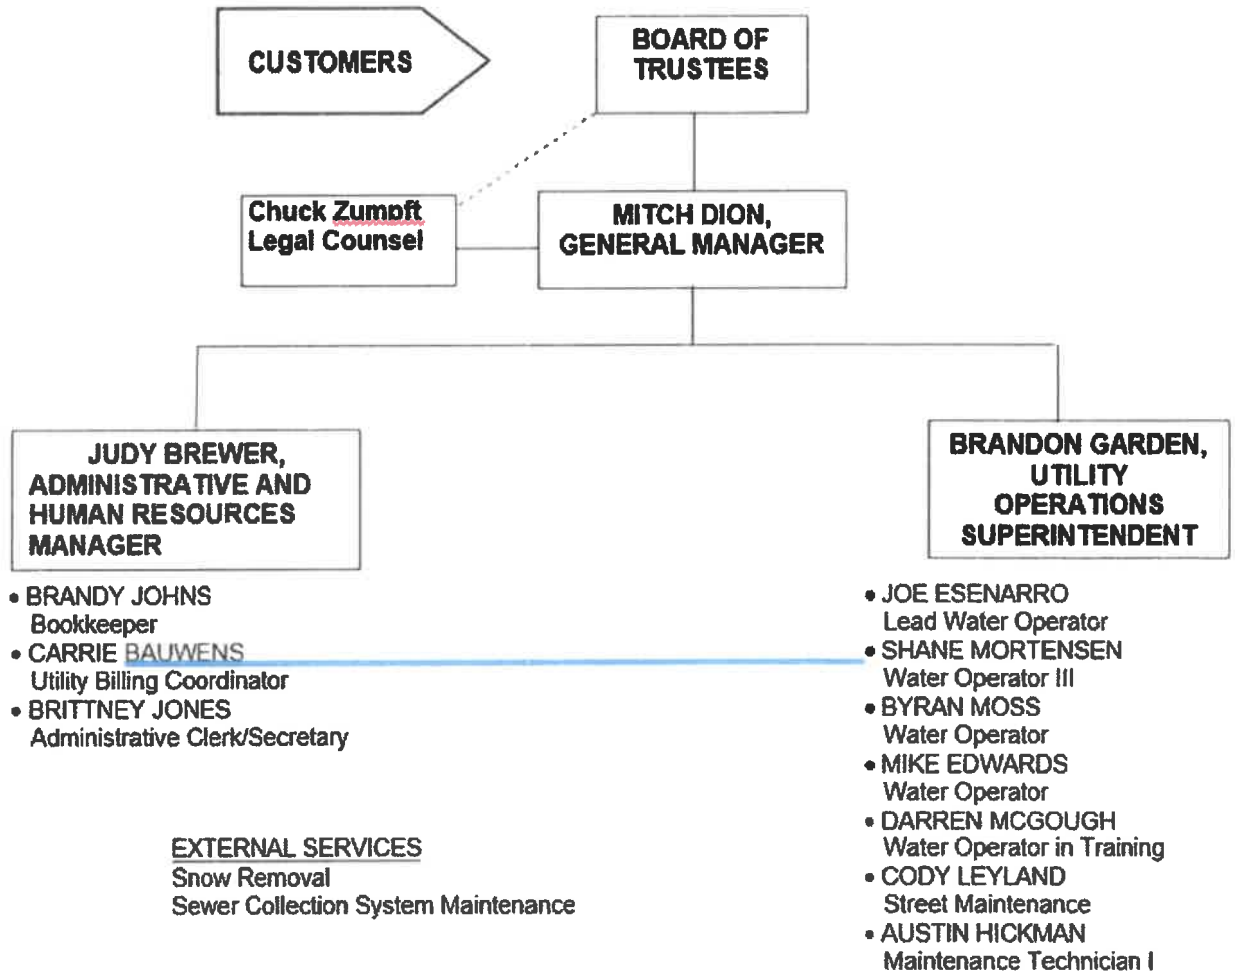 CUSTOMERS
BOARD OF
TRUSTEES
Chuck Zumpft
Legal Counsel
MITCH DION,
GENERAL MANAGER
JUDY BREWER,
ADMINISTRATIVE AND
HUMAN RESOURCES
MANAGER
• BRANDY JOHNS
Bookkeeper
• CARRIE BAUWENS
Utility Billing Coordinator
• BRITTNEY JONES
Administrative Clerk/Secretary
EXTERNAL SERVICES
Snow Removal
Sewer Collection System Maintenance
BRANDON GARDEN,
UTILITY
OPERATIONS
SUPERINTENDENT
• JOE ESENARRO
Lead Water Operator
• SHANE MORTENSEN
Water Operator III
• BYRAN MOSS
Water Operator
• MIKE EDWARDS
Water Operator
• DARREN MCGOUGH
Water Operator in Training
• CODY LEYLAND
Street Maintenance
• AUSTIN HICKMAN
Maintenance Technician I